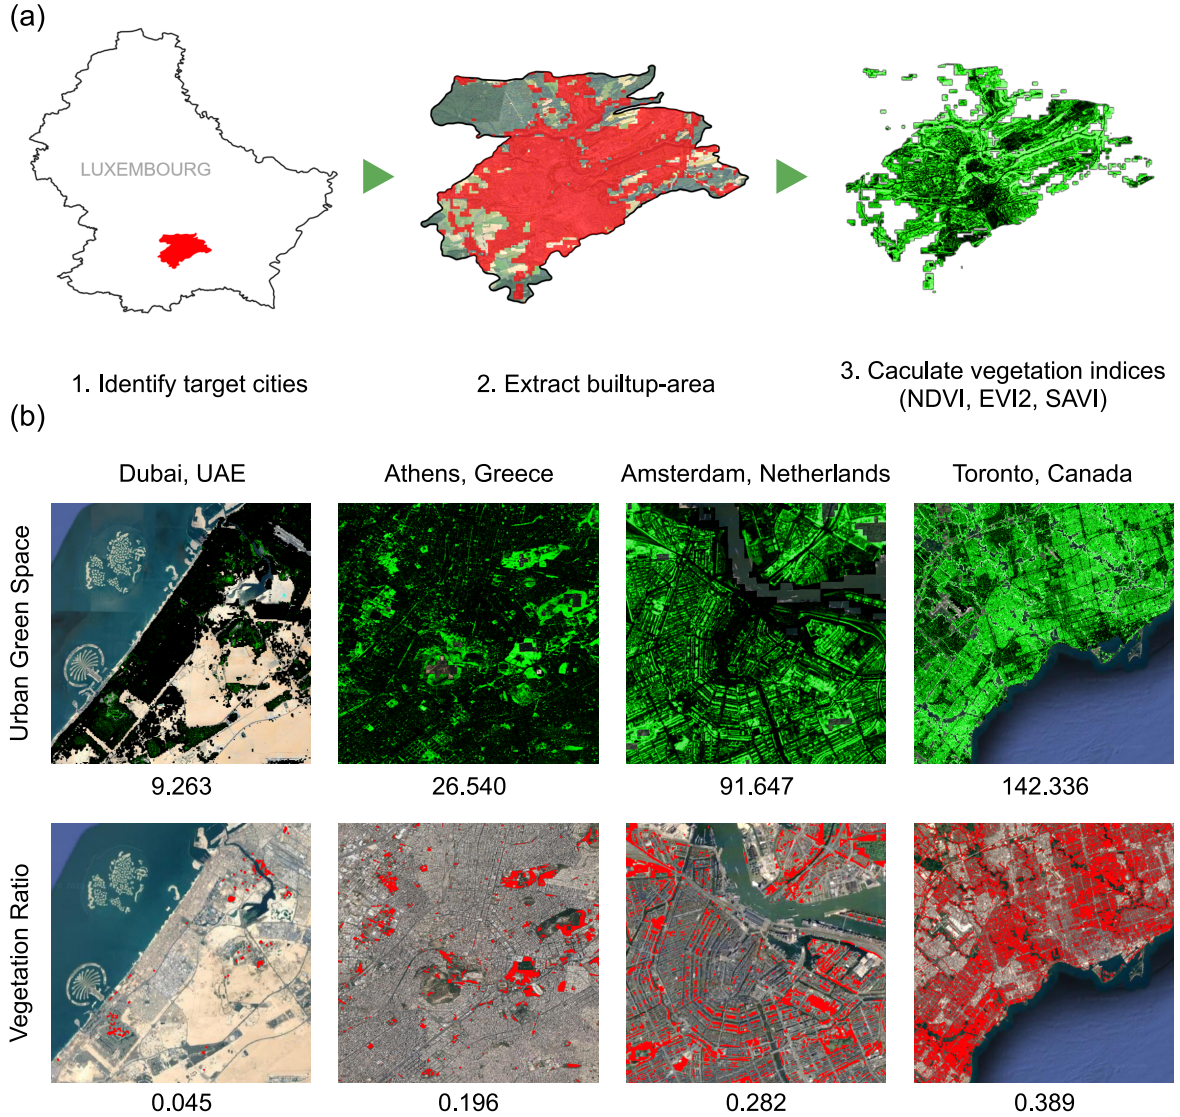 (a)
LUXEMBOURG
1. Identify target cities
2. Extract builtup-area
3. Caculate vegetation indices
(NDVI, EVI2, SAVI)
(b)
Dubai, UAE
Athens, Greece
Amsterdam, Netherlands
Toronto, Canada
Urban Green Space
9.263
26.540
91.647
142.336
Vegetation Ratio
0.045
0.196
0.282
0.389